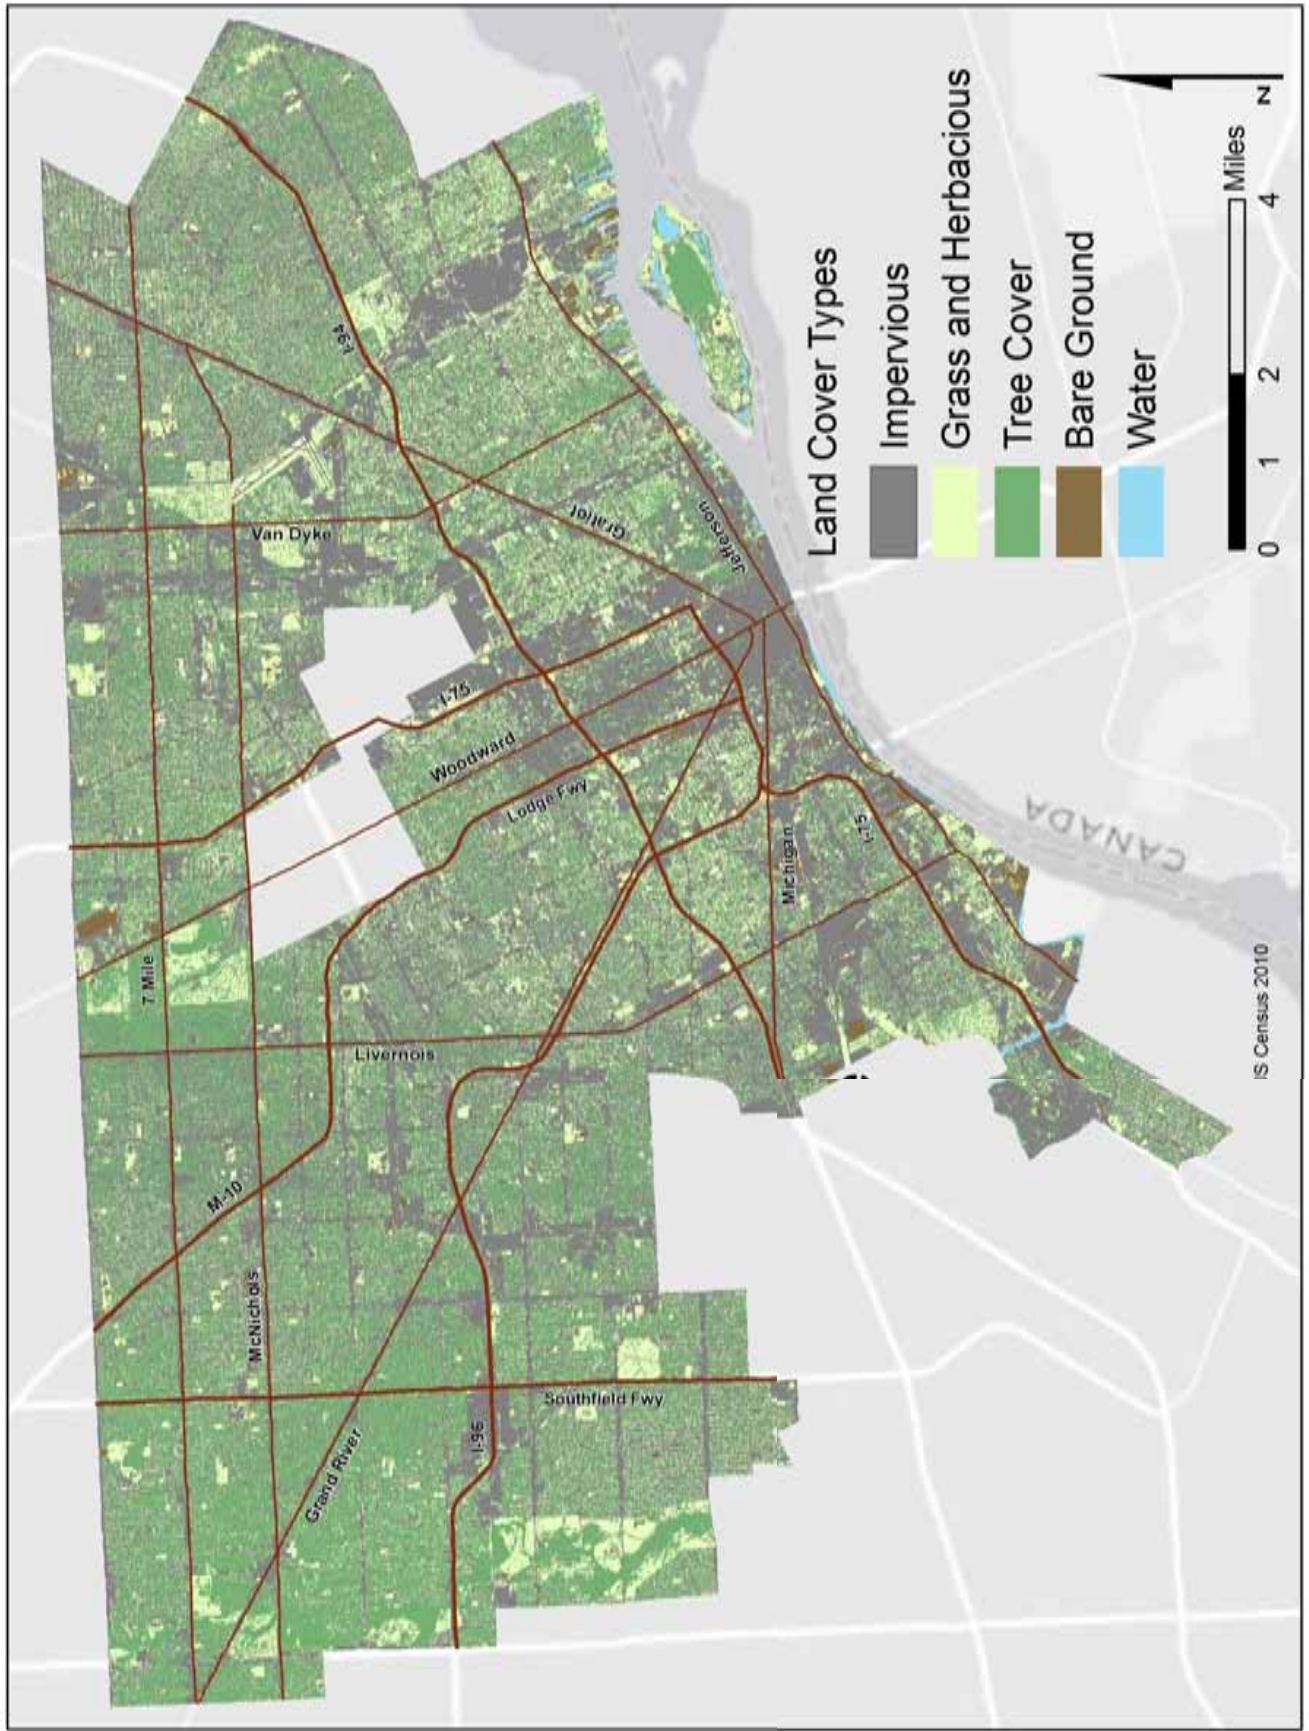 I-94
Van Dyke
Gratiot
Jefferson
I-75
Woodward
Lodge Fwy
7 Mile
Michigan
I-75
Livernois
M-10
McNichols
Southfield Fwy
I-96
Grand River
CANADA
Land Cover Types
Impervious
Grass and Herbacious
Tree Cover
Bare Ground
Water
N
0 1 2 4 Miles
IS Census 2010